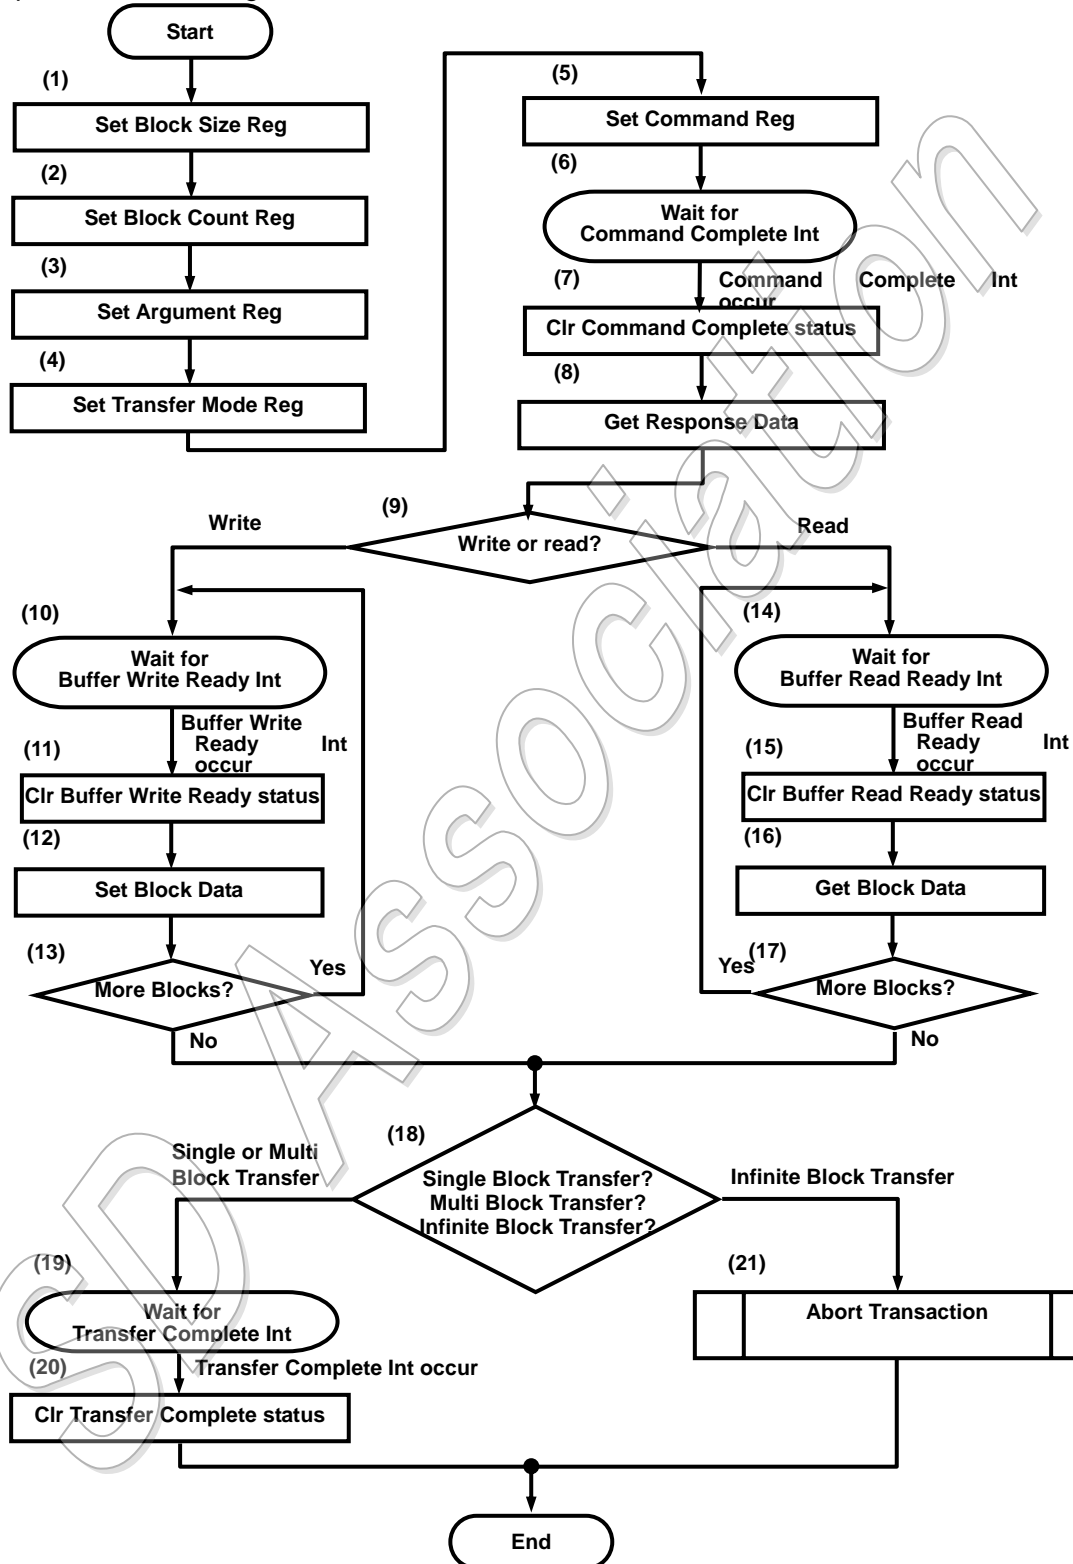 Start
(1)
Set Block Size Reg
(2)
Set Block Count Reg
(3)
Set Argument Reg
(4)
Set Transfer Mode Reg
(5)
Set Command Reg
(6)
Wait for
Command Complete Int
(7)
Command Complete Int
occur
Clr Command Complete status
(8)
Get Response Data
(9)
Write or read?
Write
Read
(10)
Wait for
Buffer Write Ready Int
Buffer Write
Ready Int
occur
(11)
Clr Buffer Write Ready status
(12)
Set Block Data
(13)
More Blocks?
Yes
No
(14)
Wait for
Buffer Read Ready Int
Buffer Read
Ready Int
occur
(15)
Clr Buffer Read Ready status
(16)
Get Block Data
(17)
More Blocks?
Yes
No
(18)
Single Block Transfer?
Multi Block Transfer?
Infinite Block Transfer?
Single or Multi
Block Transfer
Infinite Block Transfer
(19)
Wait for
Transfer Complete Int
(20)
Transfer Complete Int occur
Clr Transfer Complete status
(21)
Abort Transaction
End
SD Association